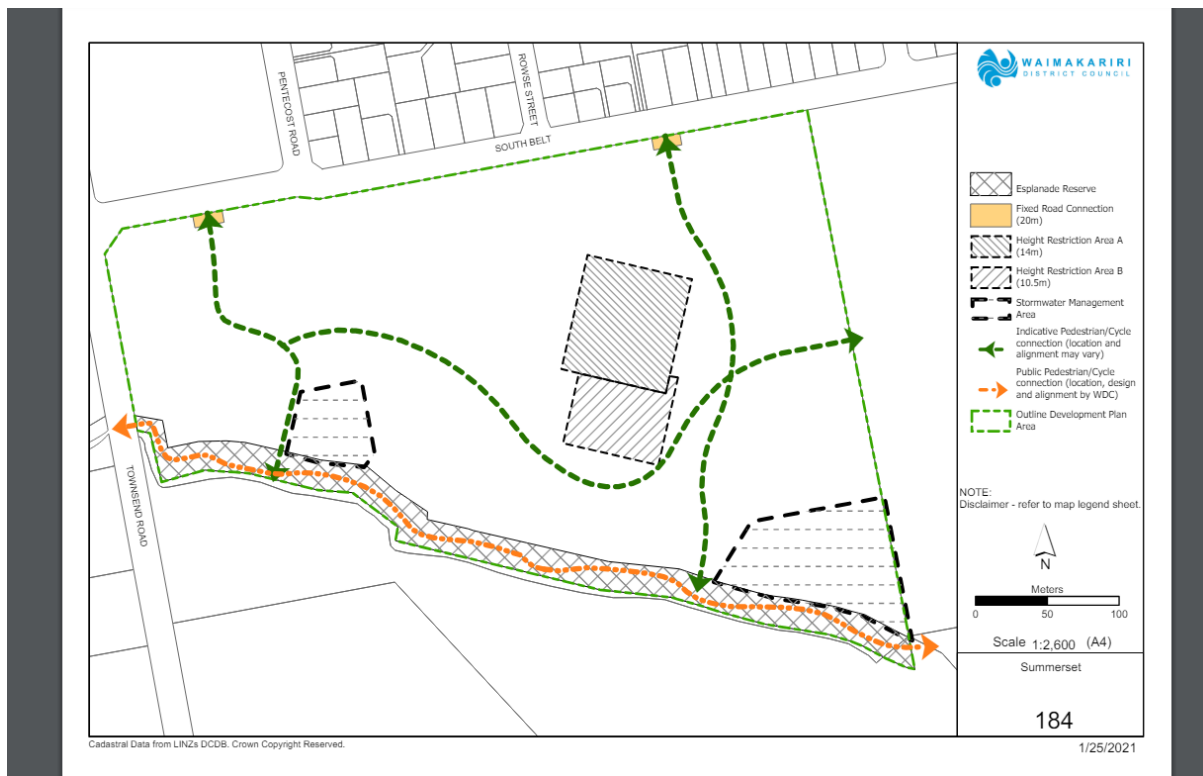 WAIMAKARIRI
DISTRICT COUNCIL
PENTECOST ROAD
ROWSE STREET
SOUTH BELT
TOWNSEND ROAD
Esplanade Reserve
Fixed Road Connection
(20m)
Height Restriction Area A
(14m)
Height Restriction Area B
(10.5m)
Stormwater Management
Area
Indicative Pedestrian/Cycle
connection (location and
alignment may vary)
Public Pedestrian/Cycle
connection (location, design
and alignment by WDC)
Outline Development Plan
Area
NOTE:
Disclaimer - refer to map legend sheet.
N
Meters
0 50 100
Scale 1:2,600 (A4)
Summerset
184
Cadastral Data from LINZs DCDB. Crown Copyright Reserved.
1/25/2021